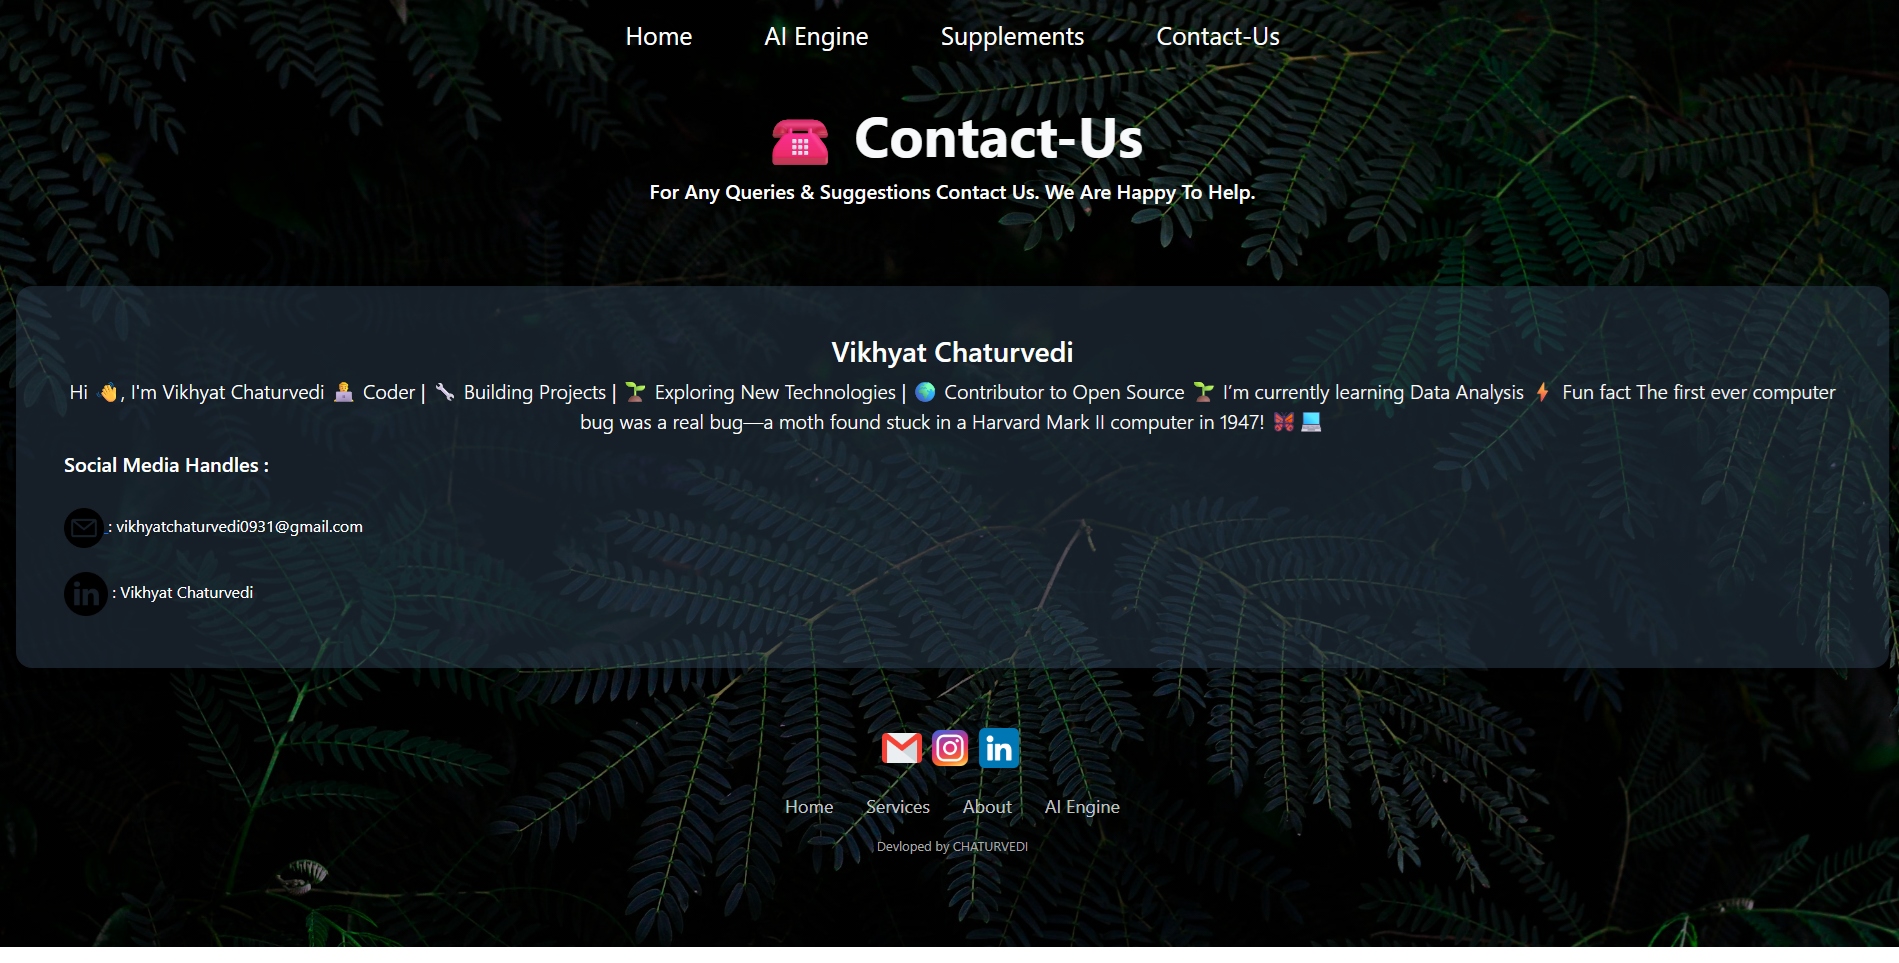 Home AI Engine Supplements Contact-Us
☎️ Contact-Us
For Any Queries & Suggestions Contact Us. We Are Happy To Help.
Vikhyat Chaturvedi
Hi 👋, I'm Vikhyat Chaturvedi 👨‍💻 Coder | 🔧 Building Projects | 🌱 Exploring New Technologies | 🌍 Contributor to Open Source 🌱 I’m currently learning Data Analysis ⚡ Fun fact The first ever computer
bug was a real bug—a moth found stuck in a Harvard Mark II computer in 1947! 🦋💻
Social Media Handles :
: vikhyatchaturvedi0931@gmail.com
in : Vikhyat Chaturvedi
in
Home Services About AI Engine
Devloped by CHATURVEDI